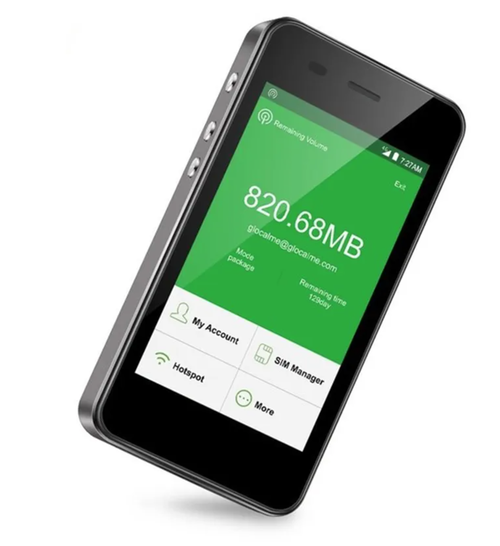 4G 7:27AM
Remaining Volume
Exit
820.68MB
glocalme@glocalme.com
Mode
package
Remaining time
129day
My Account
SIM Manager
Hotspot
More